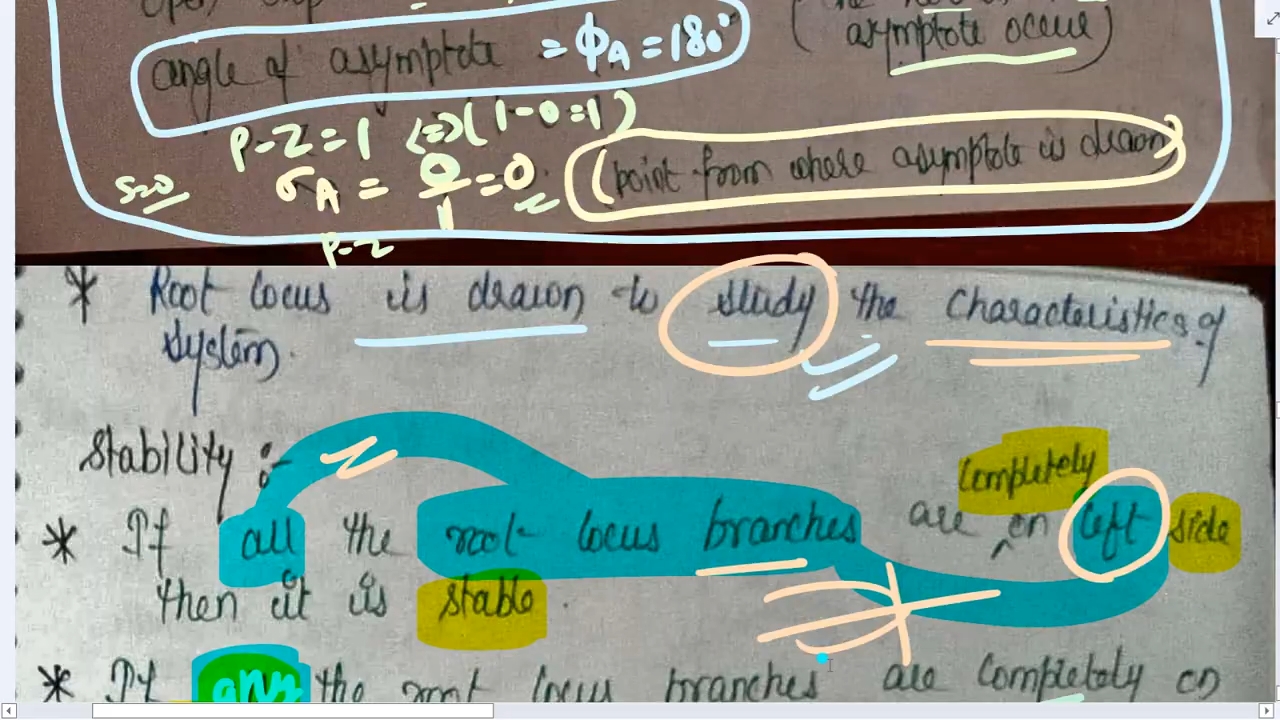 asymptote occur)
angle of asymptote = ϕA = 180°
P-Z=1 <=> (1-0=1)
S=0 σA = 0/1 = 0 (point from where asymptote is drawn)
P-Z
* Root locus is drawn to study the characteristics of
system.
Stability :-
completely
* If all the root locus branches are ^ on left side
then it is stable.
* If any the root locus branches are completely on